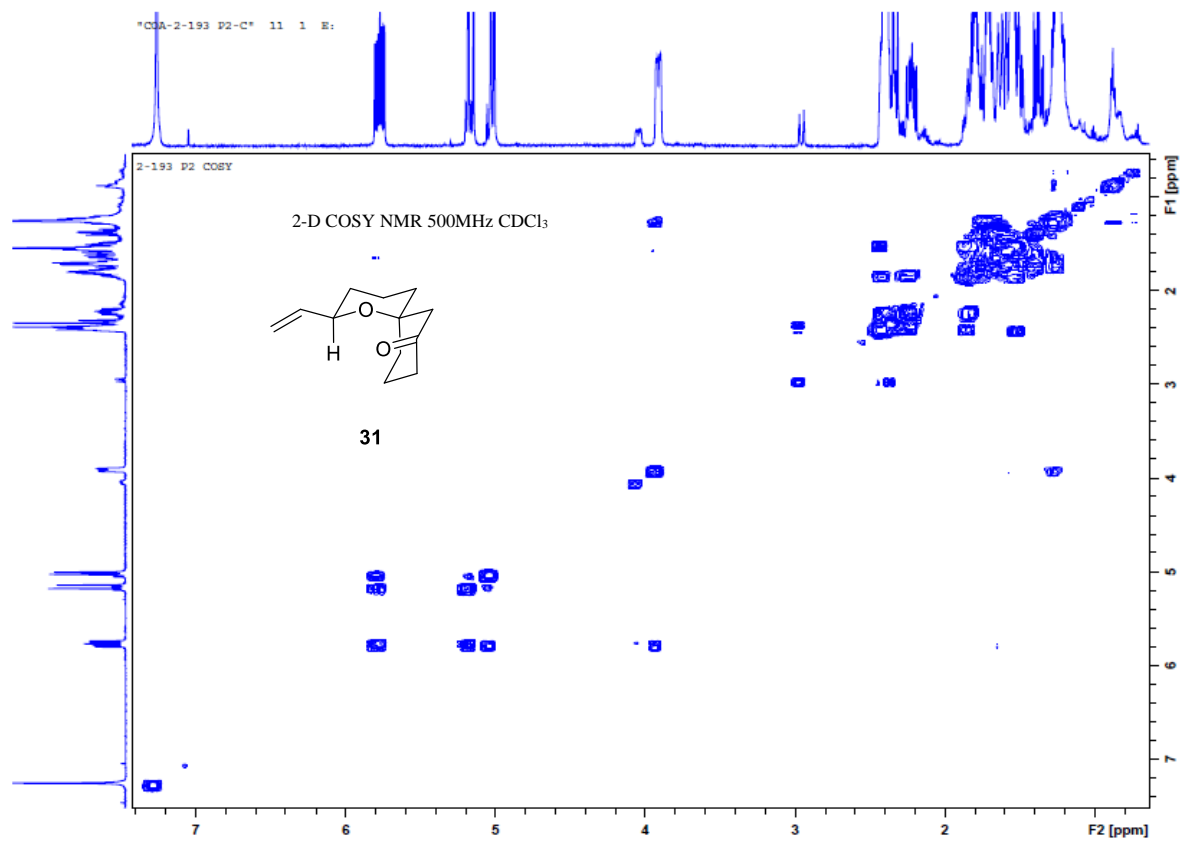 "COA-2-193 P2-C" 11 1 E:
2-193 P2 COSY
2-D COSY NMR 500MHz CDCl₃
O
H
O
31
F1 [ppm]
2
3
4
5
6
7
7 6 5 4 3 2 F2 [ppm]